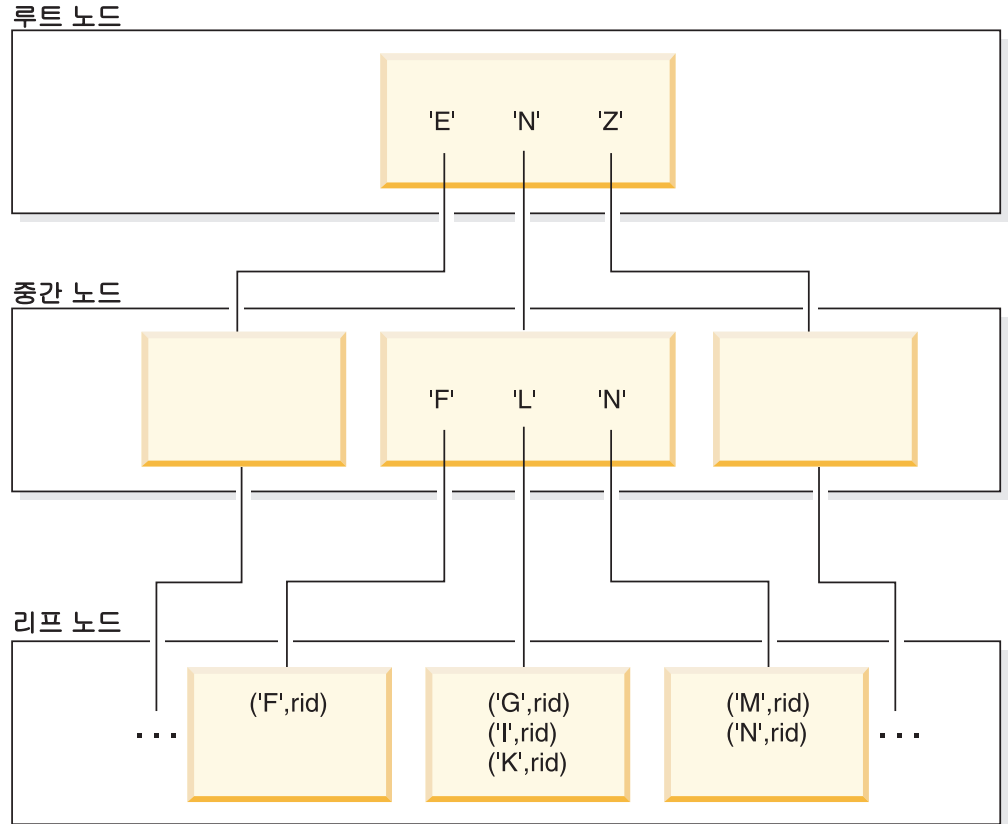 루트 노드
'E' 'N' 'Z'
중간 노드
'F' 'L' 'N'
리프 노드
('F',rid)
('G',rid)
('I',rid)
('K',rid)
('M',rid)
('N',rid)
...
...